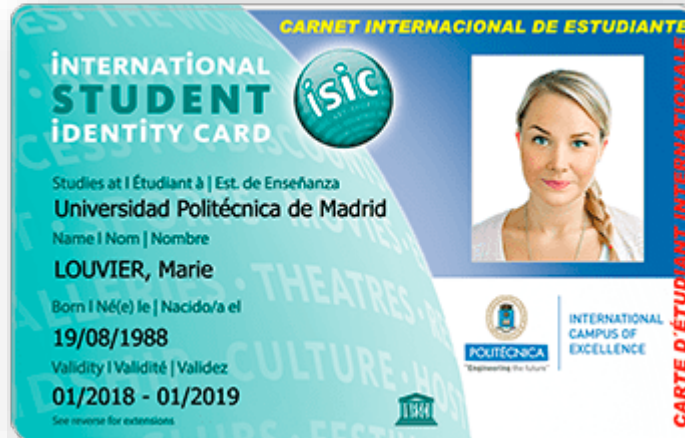 CARNET INTERNACIONAL DE ESTUDIANTE
iNTERNATiONAL
STUDENT
iDENTiTY CARD
isic
Studies at I Étudiant à | Est. de Enseñanza
Universidad Politécnica de Madrid
Name I Nom | Nombre
LOUVIER, Marie
Born I Né(e) le | Nacido/a el
19/08/1988
Validity I Validité | Validez
01/2018 - 01/2019
See reverse for extensions
POLITÉCNICA
"Engineering the future"
INTERNATIONAL
CAMPUS OF
EXCELLENCE
CARTE D'ÉTUDIANT INTERNATIONALE
THEATRES
CULTURE